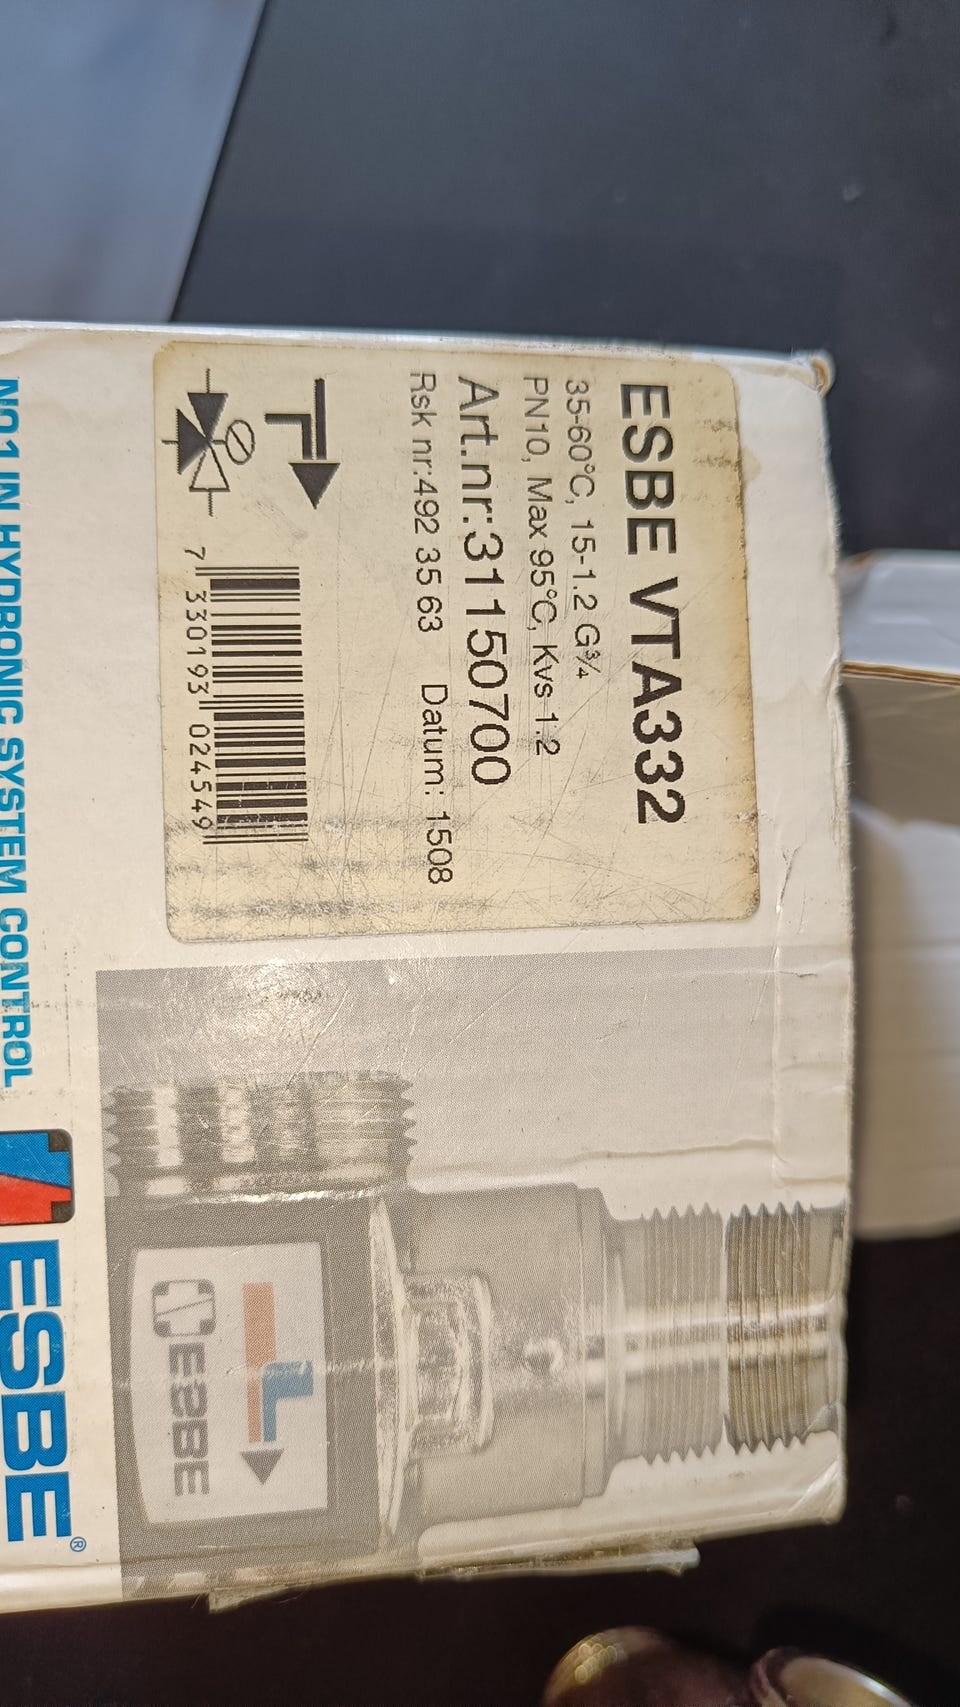 ESBE VTA332
35-60°C, 15-1.2 G¾
PN10, Max 95°C, Kvs 1.2
Art.nr:31150700
Rsk nr:492 35 63 Datum: 1508
7 330193 024549
ESBE
NO1 IN HYDRONIC SYSTEM CONTROL
ESBE®